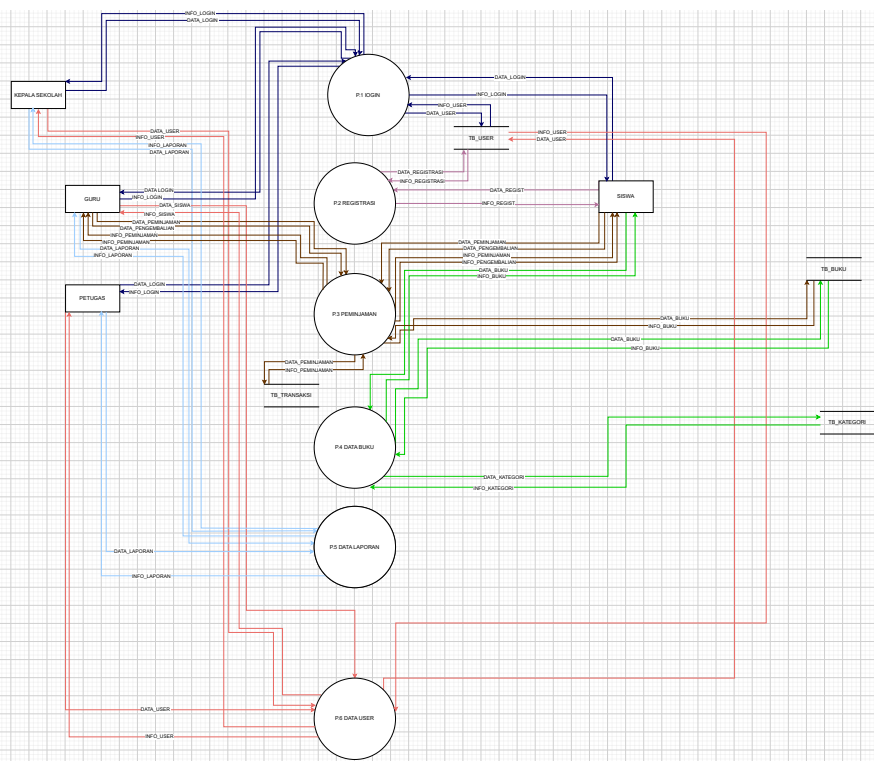 INFO_LOGIN
DATA_LOGIN
DATA_LOGIN
KEPALA SEKOLAH
P.1 lOGIN
INFO_LOGIN
INFO_USER
DATA_USER
DATA_USER
INFO_USER
INFO_LAPORAN
DATA_LAPORAN
TB_USER
INFO_USER
DATA_USER
DATA_REGISTRASI
INFO_REGISTRASI
GURU
DATA LOGIN
INFO_LOGIN
DATA_SISWA
INFO_SISWA
P.2 REGISTRASI
DATA_REGIST
INFO_REGIST
SISWA
DATA_PEMINJAMAN
DATA_PENGEMBALIAN
INFO_PEMINJAMAN
INFO_PEMINJAMAN
DATA_LAPORAN
INFO_LAPORAN
DATA_PEMINJAMAN
DATA_PENGEMBALIAN
INFO_PEMINJAMAN
INFO_PENGEMBALIAN
DATA_BUKU
INFO_BUKU
TB_BUKU
PETUGAS
DATA_LOGIN
INFO_LOGIN
P.3 PEMINJAMAN
DATA_BUKU
INFO_BUKU
DATA_BUKU
INFO_BUKU
DATA_PEMINJAMAN
INFO_PEMINJAMAN
TB_TRANSAKSI
TB_KATEGORI
P.4 DATA BUKU
DATA_KATEGORI
INFO_KATEGORI
P.5 DATA LAPORAN
DATA_LAPORAN
INFO_LAPORAN
DATA_USER
P.6 DATA USER
INFO_USER